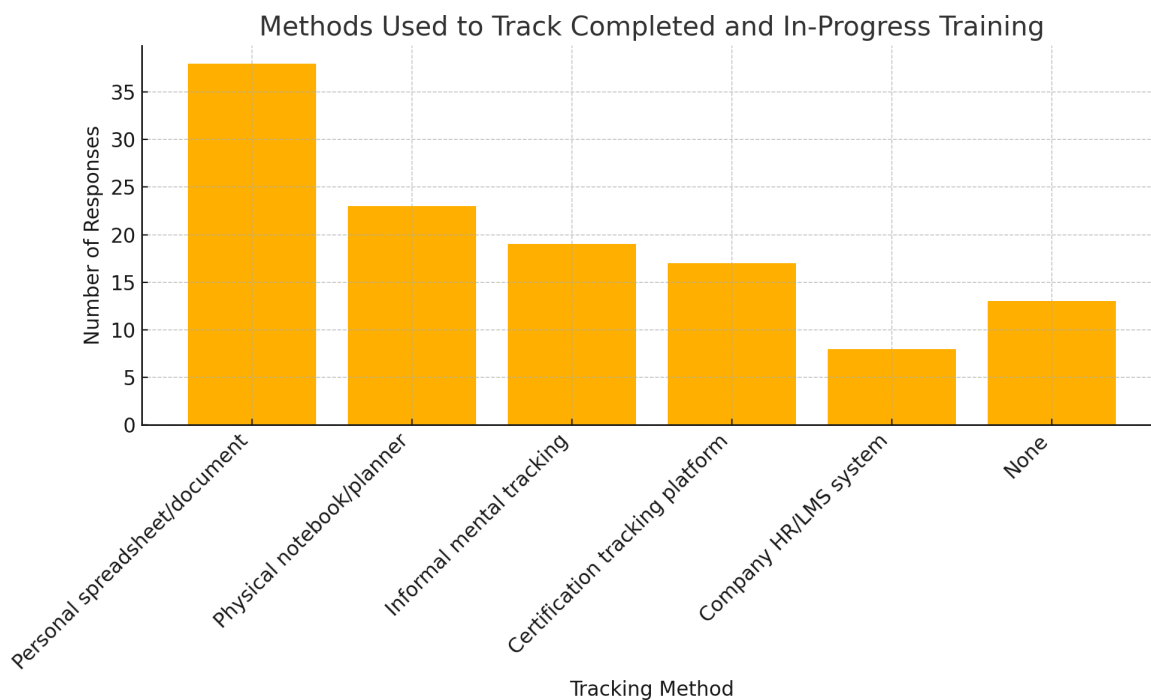 Methods Used to Track Completed and In-Progress Training
Number of Responses
35
30
25
20
15
10
5
0
Personal spreadsheet/document
Physical notebook/planner
Informal mental tracking
Certification tracking platform
Company HR/LMS system
None
Tracking Method